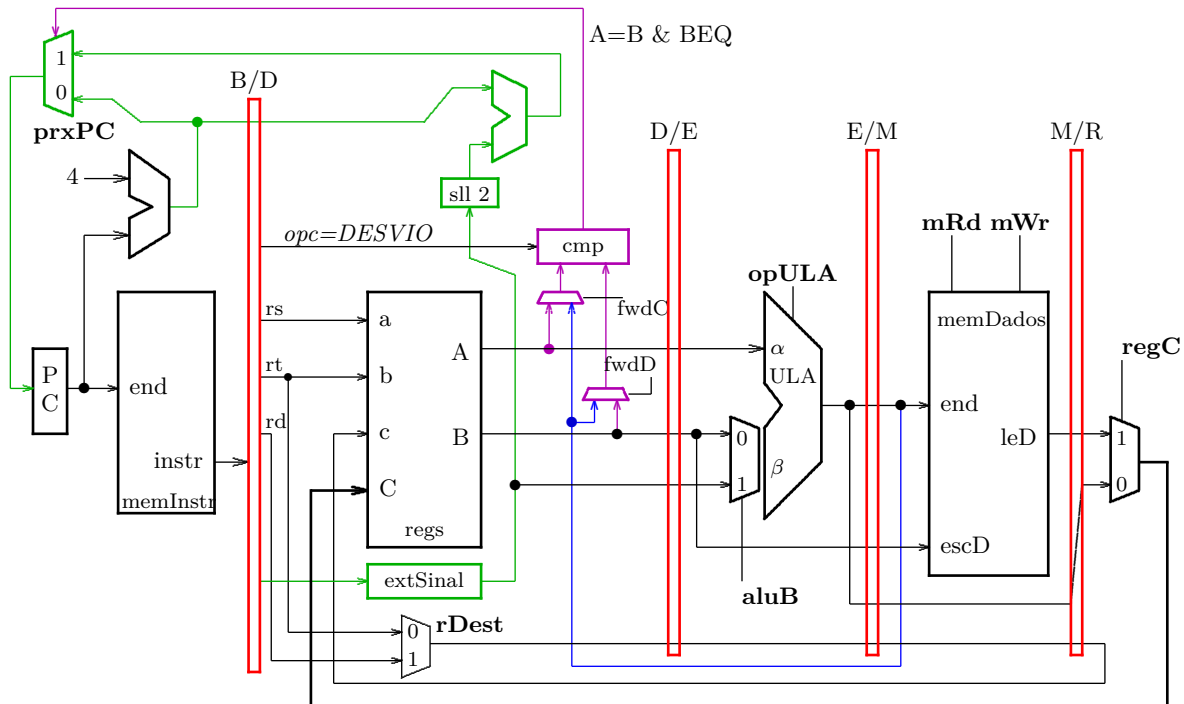 A=B & BEQ
1
0
B/D
prxPC
D/E
E/M
M/R
4
sll 2
opc=DESVIO
cmp
mRd mWr
opULA
rs
a
fwdC
memDados
A
α
regC
P
C
end
rt
b
fwdD
ULA
end
rd
c
B
0
leD
1
instr
β
C
1
0
memInstr
regs
escD
extSinal
aluB
rDest
0
1